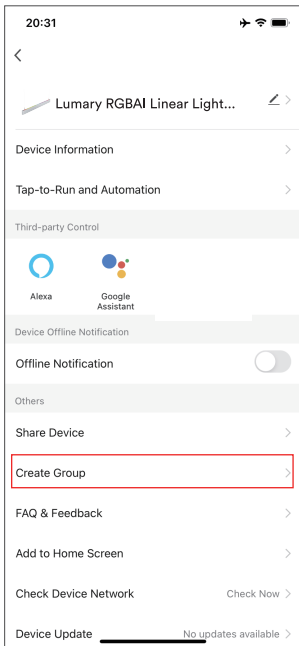 20:31
Lumary RGBAI Linear Light...
Device Information
Tap-to-Run and Automation
Third-party Control
Alexa
Google
Assistant
Device Offline Notification
Offline Notification
Others
Share Device
Create Group
FAQ & Feedback
Add to Home Screen
Check Device Network Check Now
Device Update No updates available